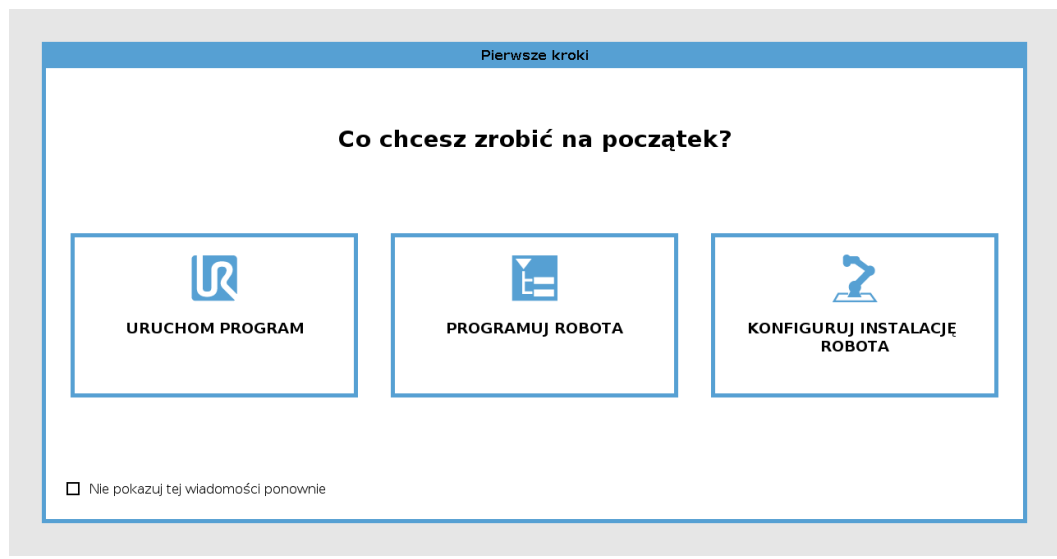 Pierwsze kroki
Co chcesz zrobić na początek?
URUCHOM PROGRAM
PROGRAMUJ ROBOTA
KONFIGURUJ INSTALACJĘ
ROBOTA
Nie pokazuj tej wiadomości ponownie